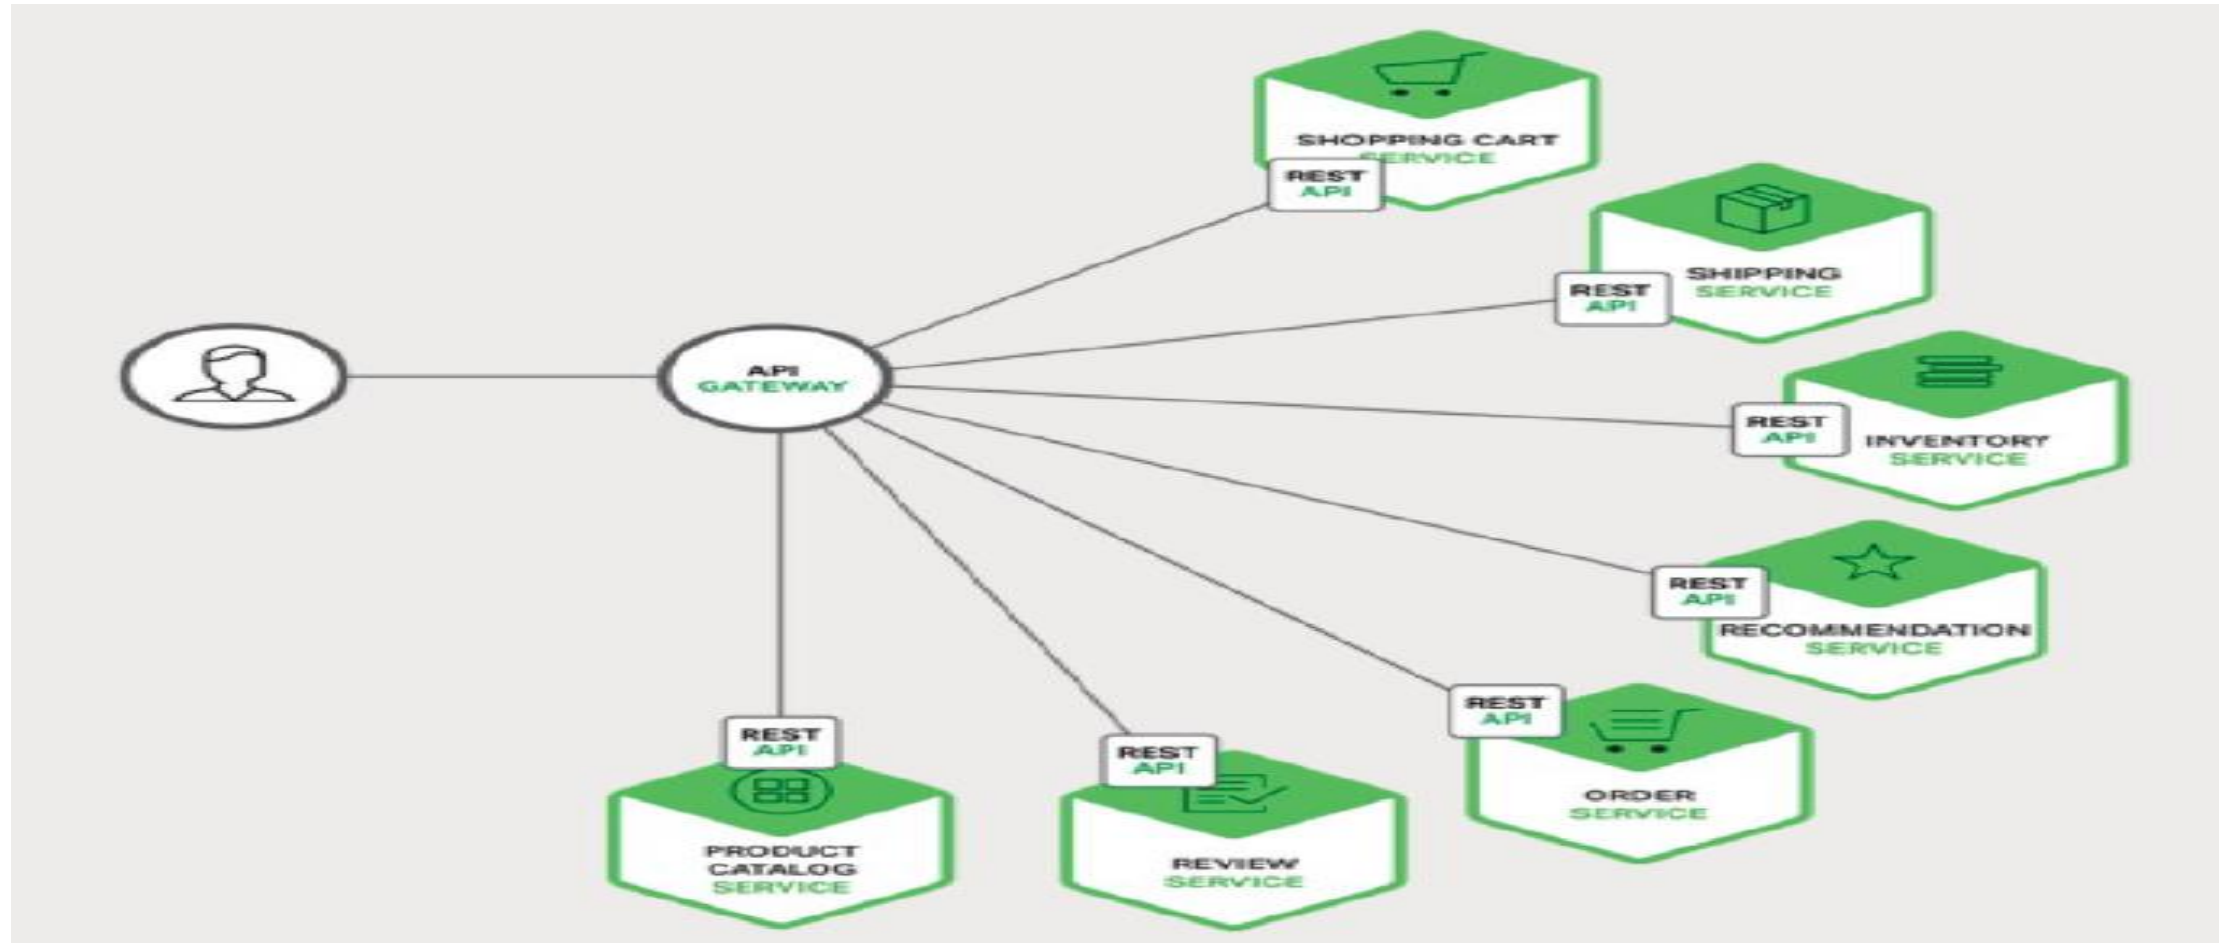 SHOPPING CART
SERVICE
REST
API
SHIPPING
SERVICE
REST
API
API
GATEWAY
INVENTORY
SERVICE
REST
API
RECOMMENDATION
SERVICE
REST
API
ORDER
SERVICE
REST
API
REVIEW
SERVICE
REST
API
PRODUCT
CATALOG
SERVICE
REST
API